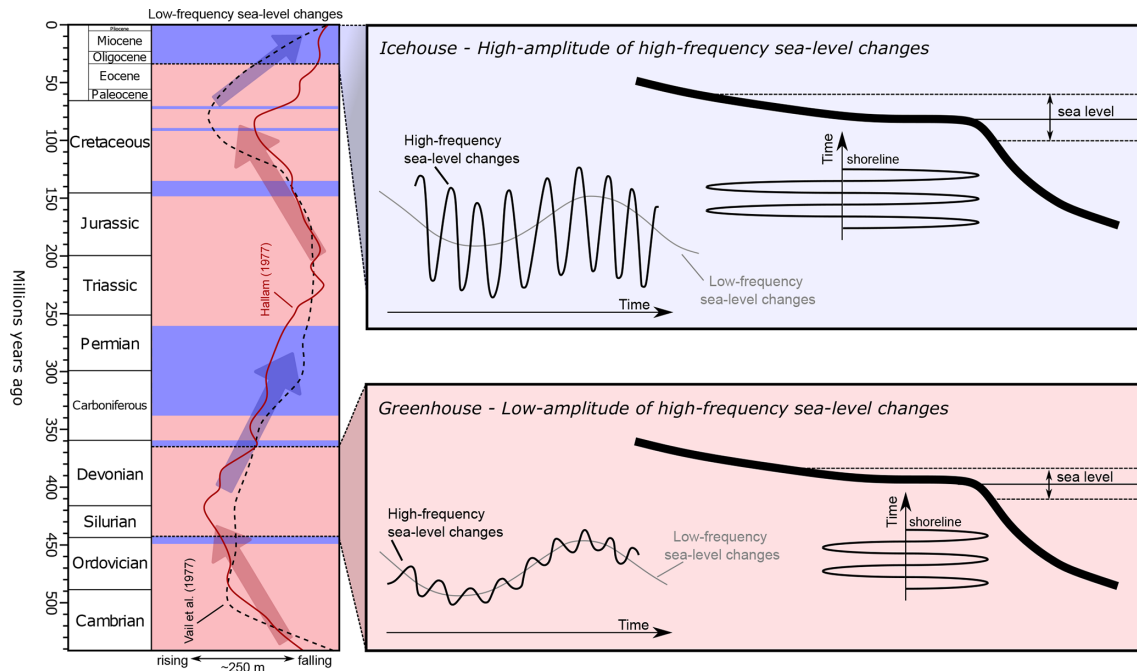 Low-frequency sea-level changes
0
50
100
150
200
250
300
350
400
450
500
Millions years ago
Pliocene
Miocene
Oligocene
Eocene
Paleocene
Cretaceous
Jurassic
Triassic
Permian
Carboniferous
Devonian
Silurian
Ordovician
Cambrian
Hallam (1977)
Vail et al. (1977)
rising
falling
~250 m
Icehouse - High-amplitude of high-frequency sea-level changes
High-frequency
sea-level changes
Low-frequency
sea-level changes
Time
Time
shoreline
sea level
Greenhouse - Low-amplitude of high-frequency sea-level changes
High-frequency
sea-level changes
Low-frequency
sea-level changes
Time
Time
shoreline
sea level